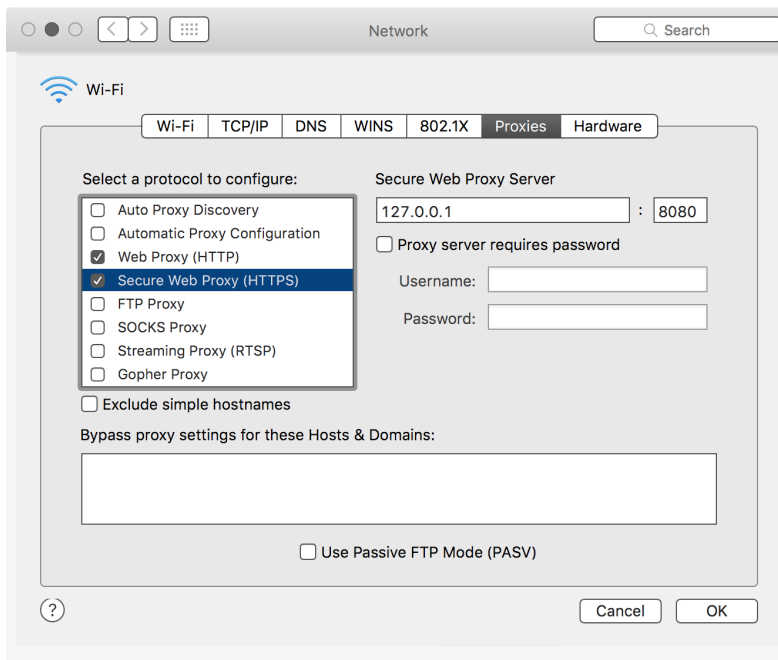 Network
Search
Wi-Fi
Wi-Fi TCP/IP DNS WINS 802.1X Proxies Hardware
Select a protocol to configure:
Auto Proxy Discovery
Automatic Proxy Configuration
Web Proxy (HTTP)
Secure Web Proxy (HTTPS)
FTP Proxy
SOCKS Proxy
Streaming Proxy (RTSP)
Gopher Proxy
Exclude simple hostnames
Secure Web Proxy Server
127.0.0.1 : 8080
Proxy server requires password
Username:
Password:
Bypass proxy settings for these Hosts & Domains:
Use Passive FTP Mode (PASV)
?
Cancel
OK